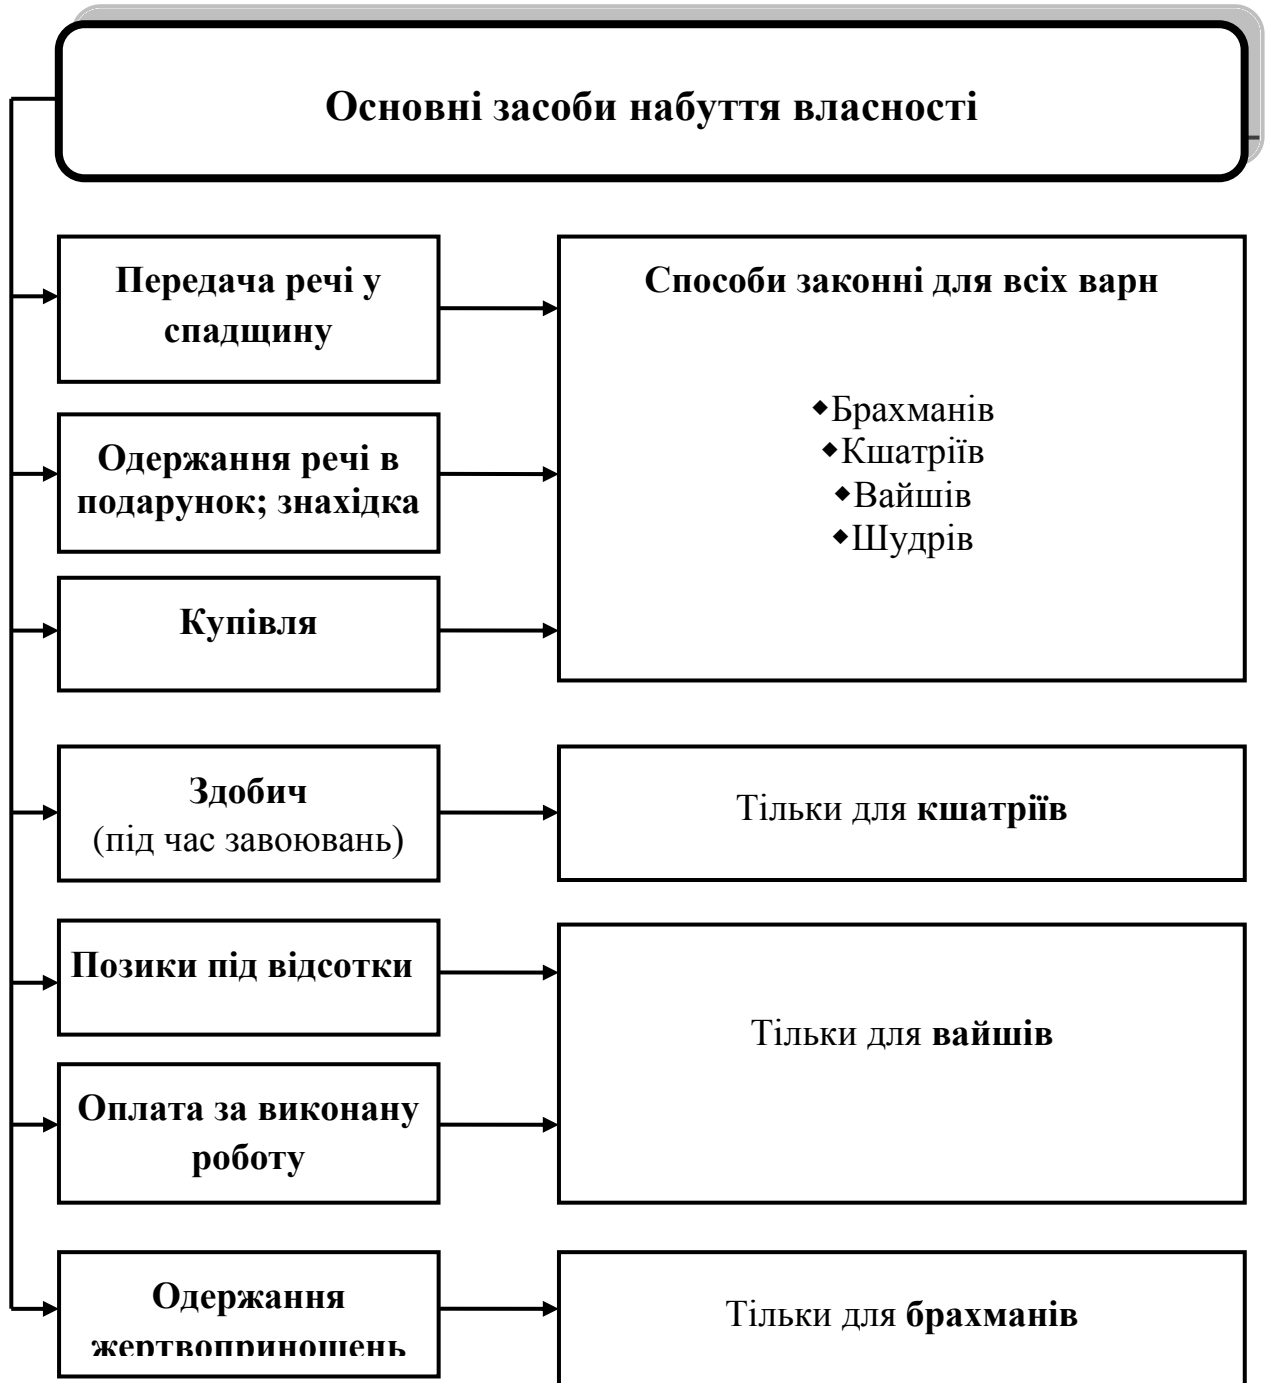 Основні засоби набуття власності
Передача речі у
спадщину
Способи законні для всіх варн
◆Брахманів
◆Кшатріїв
◆Вайшів
◆Шудрів
Одержання речі в
подарунок; знахідка
Купівля
Здобич
(під час завоювань)
Тільки для кшатріїв
Позики під відсотки
Тільки для вайшів
Оплата за виконану
роботу
Одержання
жертвоприношень
Тільки для брахманів